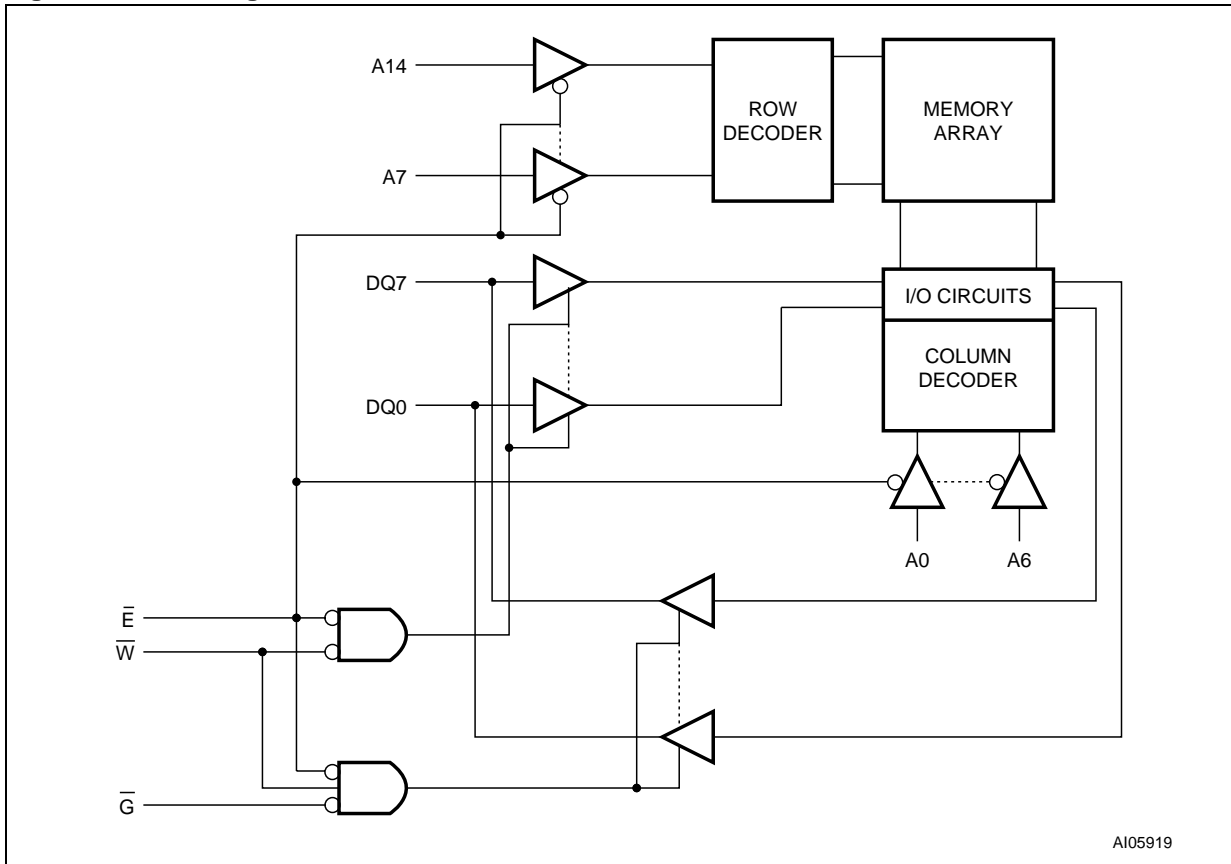 A14
ROW
DECODER
MEMORY
ARRAY
A7
DQ7
I/O CIRCUITS
COLUMN
DECODER
DQ0
A0
A6
E̅
W̅
G̅
AI05919